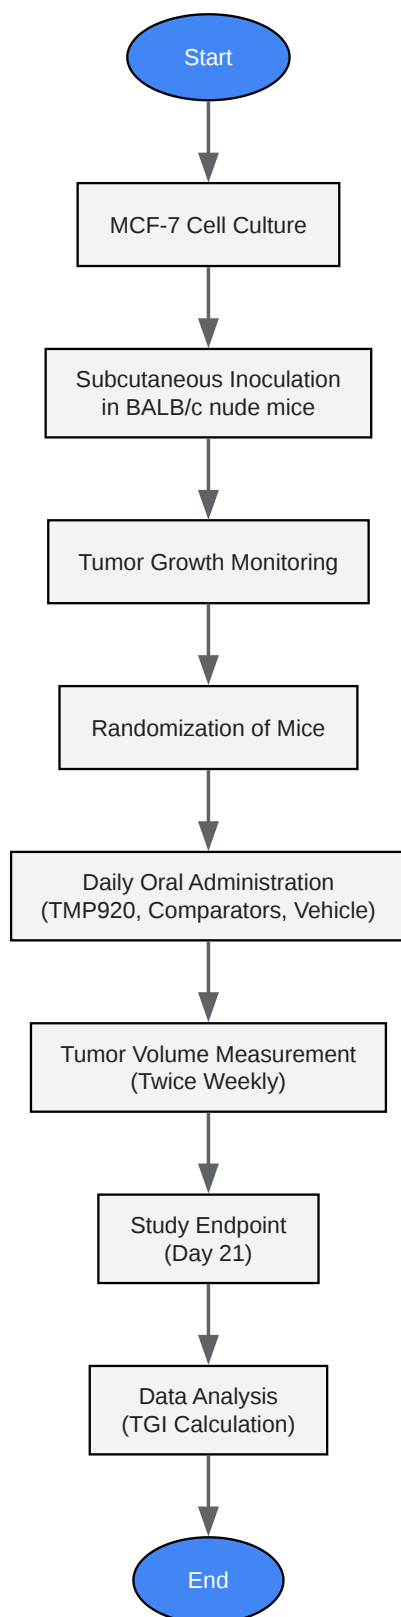 Start
MCF-7 Cell Culture
Subcutaneous Inoculation
in BALB/c nude mice
Tumor Growth Monitoring
Randomization of Mice
Daily Oral Administration
(TMP920, Comparators, Vehicle)
Tumor Volume Measurement
(Twice Weekly)
Study Endpoint
(Day 21)
Data Analysis
(TGI Calculation)
End